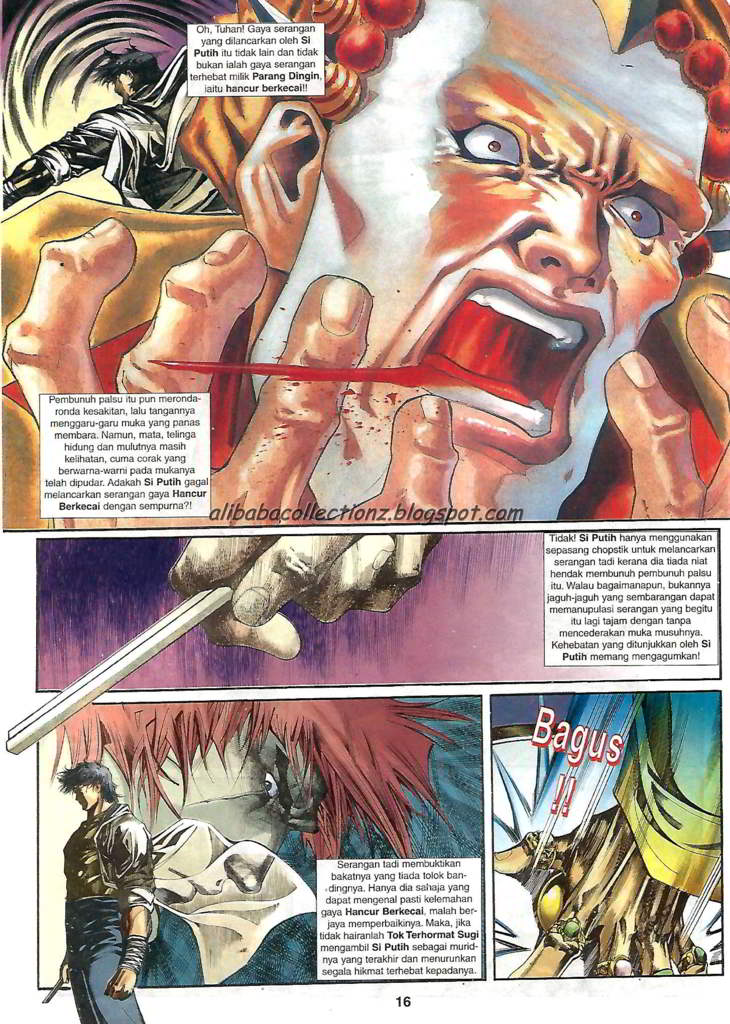 Oh, Tuhan! Gaya serangan
yang dilancarkan oleh Si
Putih itu tidak lain dan tidak
bukan ialah gaya serangan
terhebat milik Parang Dingin,
iaitu hancur berkecai!!
Pembunuh palsu itu pun meronda-
ronda kesakitan, lalu tangannya
menggaru-garu muka yang panas
membara. Namun, mata, telinga
hidung dan mulutnya masih
kelihatan, cuma corak yang
berwarna-warni pada mukanya
telah dipudar. Adakah Si Putih gagal
melancarkan serangan gaya Hancur
Berkecai dengan sempurna?!
alibabacollectionz.blogspot.com
Tidak! Si Putih hanya menggunakan
sepasang chopstik untuk melancarkan
serangan tadi kerana dia tiada niat
hendak membunuh pembunuh palsu
itu. Walau bagaimanapun, bukannya
jaguh-jaguh yang sembarangan dapat
memanupulasi serangan yang begitu
itu lagi tajam dengan tanpa
mencederakan muka musuhnya.
Kehebatan yang ditunjukkan oleh Si
Putih memang mengagumkan!
Serangan tadi membuktikan
bakatnya yang tiada tolok ban-
dingnya. Hanya dia sahaja yang
dapat mengenal pasti kelemahan
gaya Hancur Berkecai, malah ber-
jaya memperbaikinya. Maka, jika
tidak hairanlah Tok Terhormat Sugi
mengambil Si Putih sebagai murid-
nya yang terakhir dan menurunkan
segala hikmat terhebat kepadanya.
Bagus
!!
16